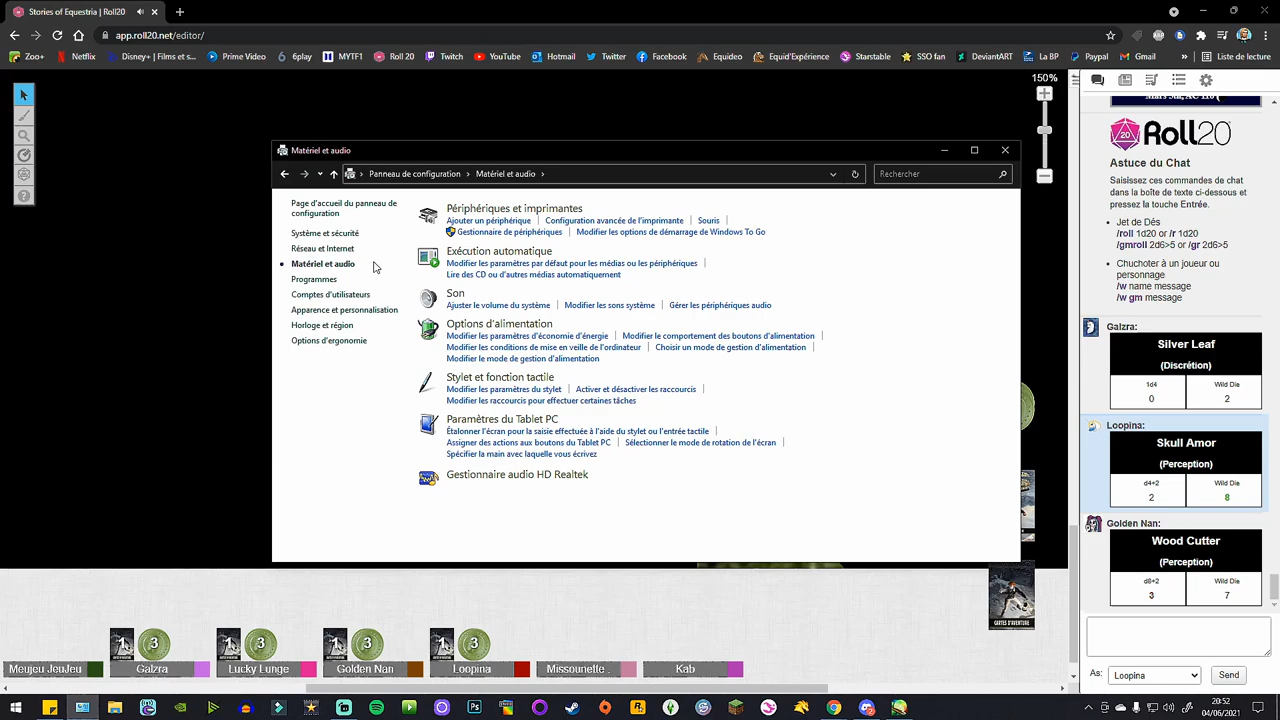 Stories of Equestria | Roll20
app.roll20.net/editor/
Zoo+ Netflix Disney+ | Films et s... Prime Video 6play MYTF1 Roll 20 Twitch YouTube Hotmail Twitter Facebook Equideo Equid'Expérience Starstable SSO fan DeviantART La BP Paypal Gmail Liste de lecture
150%
Matériel et audio
Panneau de configuration Matériel et audio
Rechercher
Page d'accueil du panneau de
configuration
Système et sécurité
Réseau et Internet
Matériel et audio
Programmes
Comptes d'utilisateurs
Apparence et personnalisation
Horloge et région
Options d'ergonomie
Périphériques et imprimantes
Ajouter un périphérique Configuration avancée de l'imprimante Souris
Gestionnaire de périphériques Modifier les options de démarrage de Windows To Go
Exécution automatique
Modifier les paramètres par défaut pour les médias ou les périphériques
Lire des CD ou d'autres médias automatiquement
Son
Ajuster le volume du système Modifier les sons système Gérer les périphériques audio
Options d'alimentation
Modifier les paramètres d'économie d'énergie Modifier le comportement des boutons d'alimentation
Modifier les conditions de mise en veille de l'ordinateur Choisir un mode de gestion d'alimentation
Modifier le mode de gestion d'alimentation
Stylet et fonction tactile
Modifier les paramètres du stylet Activer et désactiver les raccourcis
Modifier les raccourcis pour effectuer certaines tâches
Paramètres du Tablet PC
Étalonner l'écran pour la saisie effectuée à l'aide du stylet ou l'entrée tactile
Assigner des actions aux boutons du Tablet PC Sélectionner le mode de rotation de l'écran
Spécifier la main avec laquelle vous écrivez
Gestionnaire audio HD Realtek
20 Roll20
Astuce du Chat
Saisissez ces commandes de chat
dans la boîte de texte ci-dessous et
pressez la touche Entrée.
Jet de Dés
/roll 1d20 or /r 1d20
/gmroll 2d6>5 or /gr 2d6>5
Chuchoter à un joueur ou
personnage
/w name message
/w gm message
Galzra:
Silver Leaf
(Discrétion)
1d4 Wild Die
0 2
Loopina:
Skull Amor
(Perception)
d4+2 Wild Die
2 8
Golden Nan:
Wood Cutter
(Perception)
d8+2 Wild Die
3 7
As: Loopina Send
CARTES D'AVENTURE
1 3 1 3 1 3 1 3
Meujeu JeuJeu Galzra Lucky Lunge Golden Nan Loopina Missounette . Kab
20:52
04/06/2021